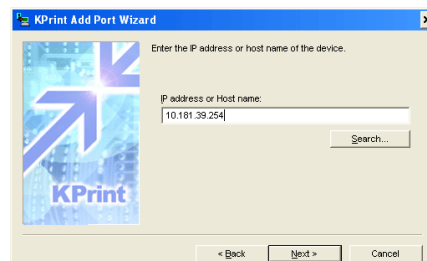 KPrint Add Port Wizard
Enter the IP address or host name of the device.
IP address or Host name:
10.181.39.254
Search...
KPrint
< Back
Next >
Cancel